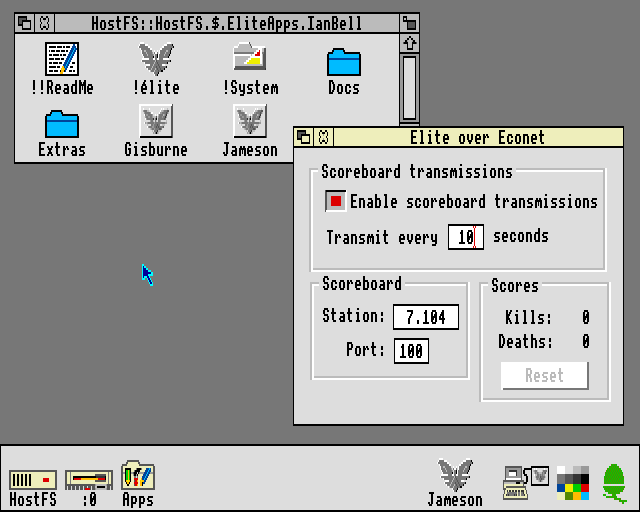 HostFS::HostFS.$.EliteApps.IanBell
!!ReadMe !élite !System Docs
Extras Gisburne Jameson
Elite over Econet
Scoreboard transmissions
Enable scoreboard transmissions
Transmit every 10 seconds
Scoreboard
Station: 7.104
Port: 100
Scores
Kills: 0
Deaths: 0
Reset
HostFS :0 Apps Jameson